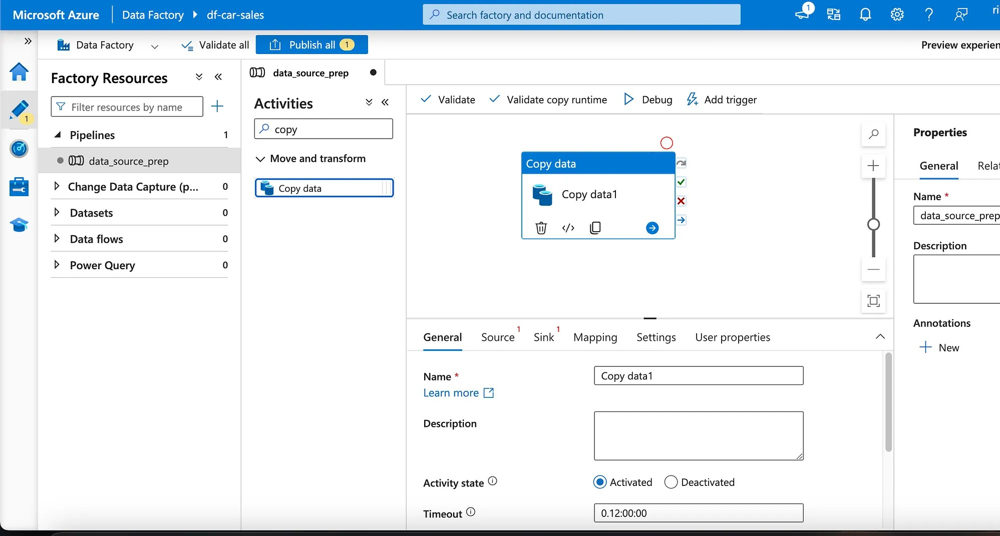 Microsoft Azure
Data Factory
df-car-sales
Search factory and documentation
1
ri
Data Factory
Validate all
Publish all 1
Preview experien
Factory Resources
Filter resources by name
1
Pipelines 1
data_source_prep
Change Data Capture (p... 0
Datasets 0
Data flows 0
Power Query 0
data_source_prep
Activities
copy
Move and transform
Copy data
Validate
Validate copy runtime
Debug
Add trigger
Copy data
Copy data1
General
Source 1
Sink 1
Mapping
Settings
User properties
Name *
Copy data1
Learn more
Description
Activity state
Activated
Deactivated
Timeout
0.12:00:00
Properties
General
Relat
Name *
data_source_prep
Description
Annotations
New